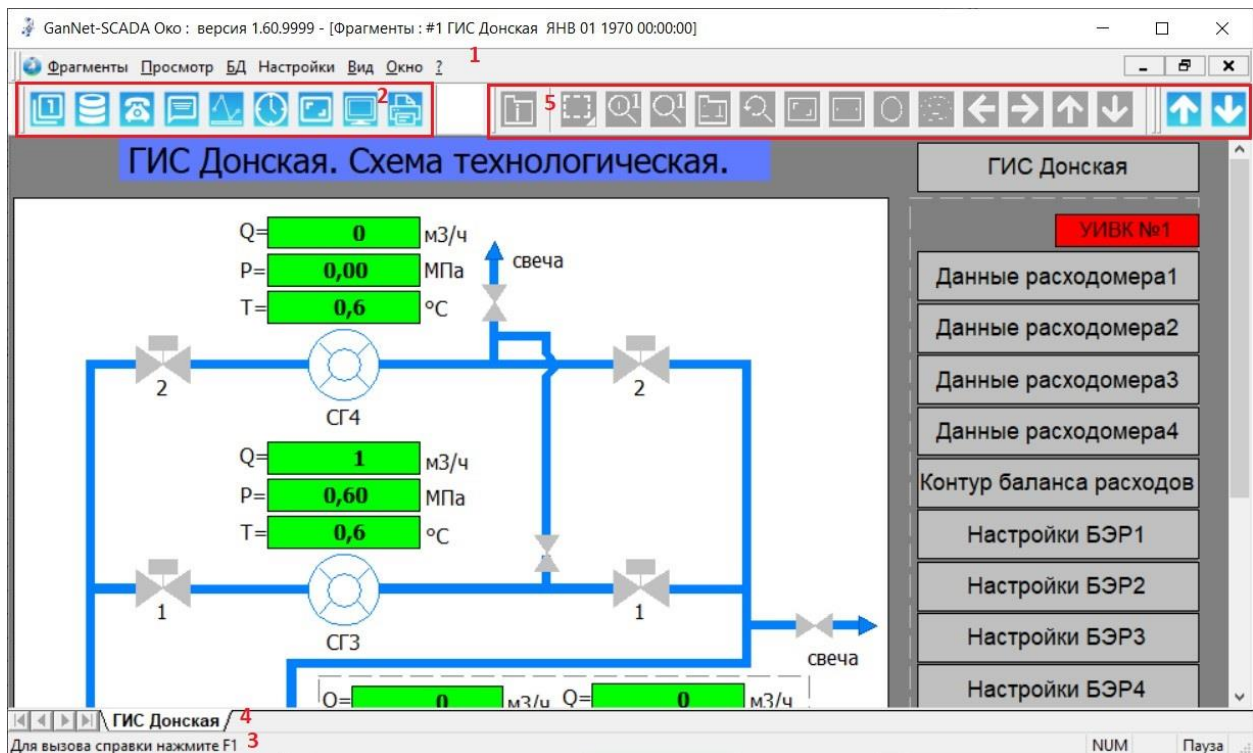 GanNet-SCADA Око : версия 1.60.9999 - [Фрагменты : #1 ГИС Донская ЯНВ 01 1970 00:00:00]
Фрагменты Просмотр БД Настройки Вид Окно ? 1
1 2 5 i 1 1
ГИС Донская. Схема технологическая.
ГИС Донская
Q= 0 м3/ч
P= 0,00 МПа
T= 0,6 °C
свеча
2
2
СГ4
Q= 1 м3/ч
P= 0,60 МПа
T= 0,6 °C
1
1
СГ3
свеча
Q= 0 м3/ч Q= 0 м3/ч
УИВК №1
Данные расходомера1
Данные расходомера2
Данные расходомера3
Данные расходомера4
Контур баланса расходов
Настройки БЭР1
Настройки БЭР2
Настройки БЭР3
Настройки БЭР4
ГИС Донская 4
Для вызова справки нажмите F1 3
NUM Пауза